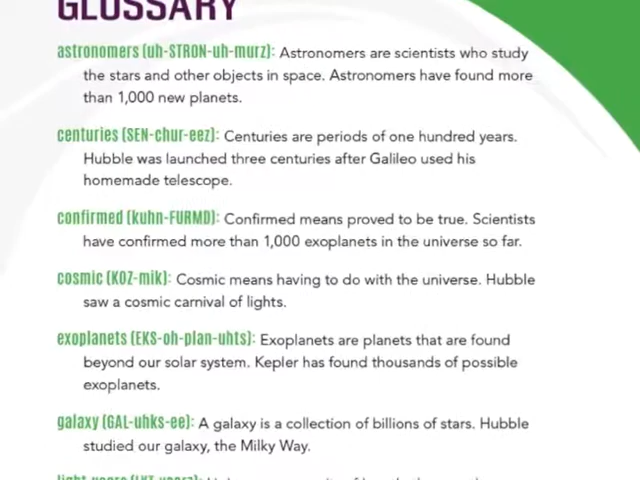 GLOSSARY
astronomers (uh-STRON-uh-murz): Astronomers are scientists who study
the stars and other objects in space. Astronomers have found more
than 1,000 new planets.
centuries (SEN-chur-eez): Centuries are periods of one hundred years.
Hubble was launched three centuries after Galileo used his
homemade telescope.
confirmed (kuhn-FURMD): Confirmed means proved to be true. Scientists
have confirmed more than 1,000 exoplanets in the universe so far.
cosmic (KOZ-mik): Cosmic means having to do with the universe. Hubble
saw a cosmic carnival of lights.
exoplanets (EKS-oh-plan-uhts): Exoplanets are planets that are found
beyond our solar system. Kepler has found thousands of possible
exoplanets.
galaxy (GAL-uhks-ee): A galaxy is a collection of billions of stars. Hubble
studied our galaxy, the Milky Way.